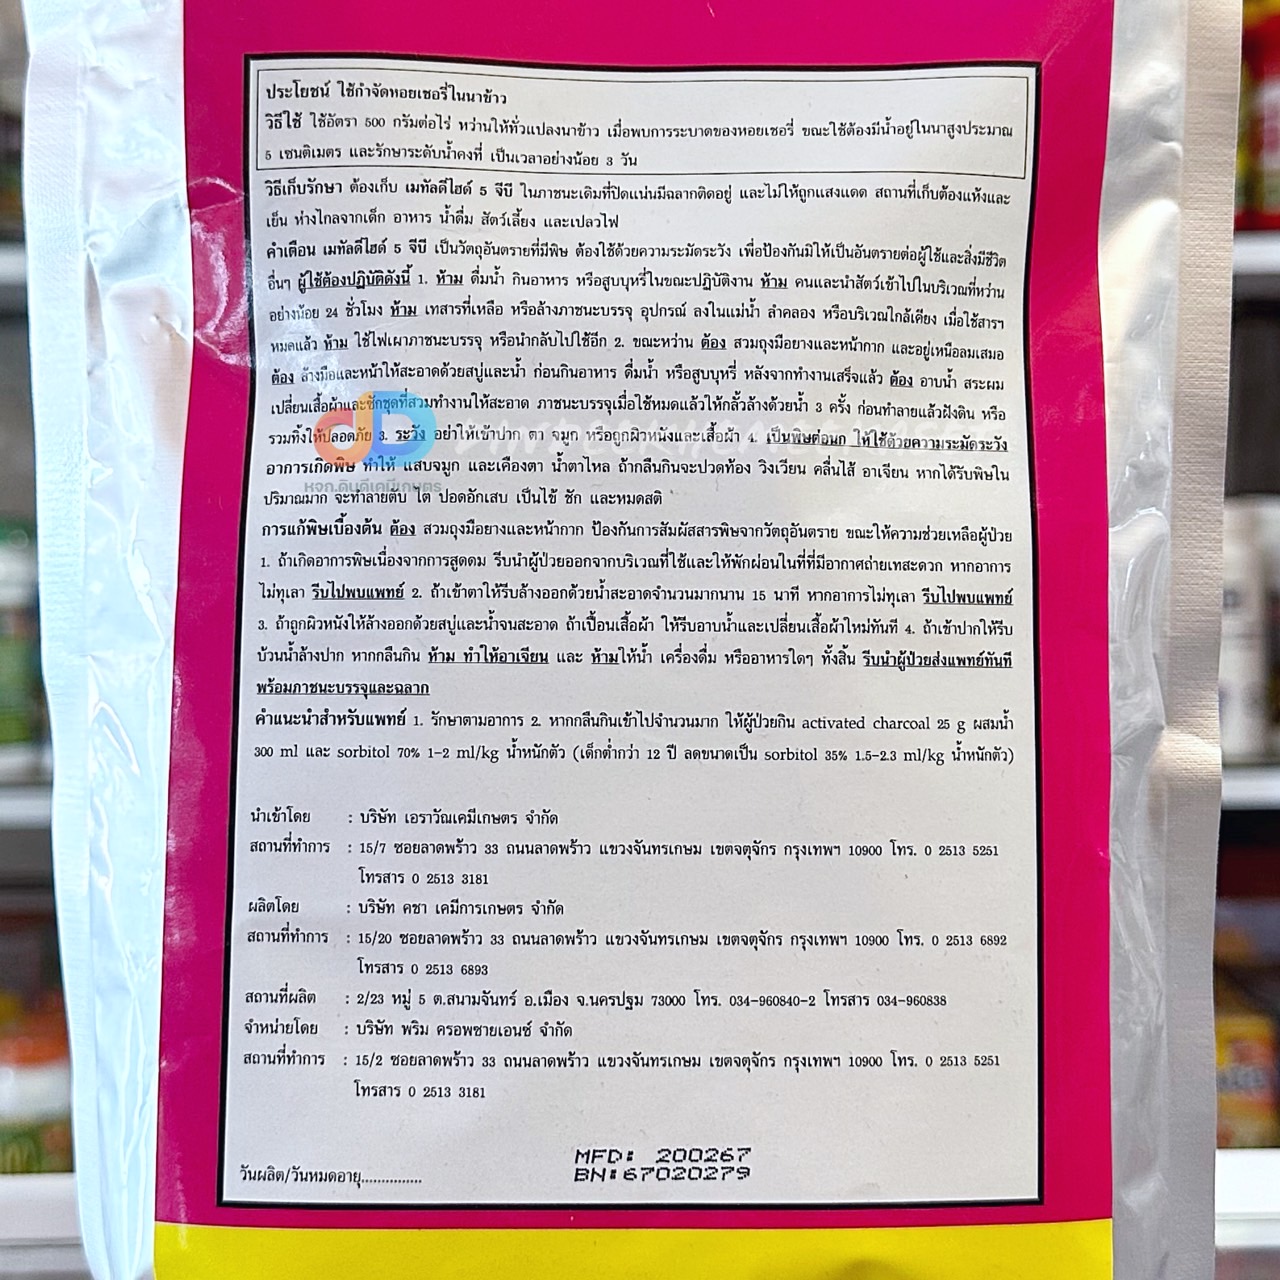 ประโยชน์ ใช้กำจัดหอยเชอรี่ในนาข้าว
วิธีใช้ ใช้อัตรา 500 กรัมต่อไร่ หว่านให้ทั่วแปลงนาข้าว เมื่อพบการระบาดของหอยเชอรี่ ขณะใช้ต้องมีน้ำอยู่ในนาสูงประมาณ
5 เซนติเมตร และรักษาระดับน้ำคงที่ เป็นเวลาอย่างน้อย 3 วัน
วิธีเก็บรักษา ต้องเก็บ เมทัลดีไฮด์ 5 จีบี ในภาชนะเดิมที่ปิดแน่นมีฉลากติดอยู่ และไม่ให้ถูกแสงแดด สถานที่เก็บต้องแห้งและ
เย็น ห่างไกลจากเด็ก อาหาร น้ำดื่ม สัตว์เลี้ยง และเปลวไฟ
คำเตือน เมทัลดีไฮด์ 5 จีบี เป็นวัตถุอันตรายที่มีพิษ ต้องใช้ด้วยความระมัดระวัง เพื่อป้องกันมิให้เป็นอันตรายต่อผู้ใช้และสิ่งมีชีวิต
อื่นๆ ผู้ใช้ต้องปฏิบัติดังนี้ 1. ห้าม ดื่มน้ำ กินอาหาร หรือสูบบุหรี่ในขณะปฏิบัติงาน ห้าม คนและนำสัตว์เข้าไปในบริเวณที่หว่าน
อย่างน้อย 24 ชั่วโมง ห้าม เทสารที่เหลือ หรือล้างภาชนะบรรจุ อุปกรณ์ ลงในแม่น้ำ ลำคลอง หรือบริเวณใกล้เคียง เมื่อใช้สารฯ
หมดแล้ว ห้าม ใช้ไฟเผาภาชนะบรรจุ หรือนำกลับไปใช้อีก 2. ขณะหว่าน ต้อง สวมถุงมือยางและหน้ากาก และอยู่เหนือลมเสมอ
ต้อง ล้างมือและหน้าให้สะอาดด้วยสบู่และน้ำ ก่อนกินอาหาร ดื่มน้ำ หรือสูบบุหรี่ หลังจากทำงานเสร็จแล้ว ต้อง อาบน้ำ สระผม
เปลี่ยนเสื้อผ้าและซักชุดที่สวมทำงานให้สะอาด ภาชนะบรรจุเมื่อใช้หมดแล้วให้กลั้วล้างด้วยน้ำ 3 ครั้ง ก่อนทำลายแล้วฝังดิน หรือ
รวมทิ้งให้ปลอดภัย 3. ระวัง อย่าให้เข้าปาก ตา จมูก หรือถูกผิวหนังและเสื้อผ้า 4. เป็นพิษต่อนก ให้ใช้ด้วยความระมัดระวัง
อาการเกิดพิษ ทำให้ แสบจมูก และเคืองตา น้ำตาไหล ถ้ากลืนกินจะปวดท้อง วิงเวียน คลื่นไส้ อาเจียน หากได้รับพิษใน
หจก.ดินดีเคมีเกษตร
ปริมาณมาก จะทำลายตับ ไต ปอดอักเสบ เป็นไข้ ชัก และหมดสติ
การแก้พิษเบื้องต้น ต้อง สวมถุงมือยางและหน้ากาก ป้องกันการสัมผัสสารพิษจากวัตถุอันตราย ขณะให้ความช่วยเหลือผู้ป่วย
1. ถ้าเกิดอาการพิษเนื่องจากการสูดดม รีบนำผู้ป่วยออกจากบริเวณที่ใช้และให้พักผ่อนในที่ที่มีอากาศถ่ายเทสะดวก หากอาการ
ไม่ทุเลา รีบไปพบแพทย์ 2. ถ้าเข้าตาให้รีบล้างออกด้วยน้ำสะอาดจำนวนมากนาน 15 นาที หากอาการไม่ทุเลา รีบไปพบแพทย์
3. ถ้าถูกผิวหนังให้ล้างออกด้วยสบู่และน้ำจนสะอาด ถ้าเปื้อนเสื้อผ้า ให้รีบอาบน้ำและเปลี่ยนเสื้อผ้าใหม่ทันที 4. ถ้าเข้าปากให้รีบ
บ้วนน้ำล้างปาก หากกลืนกิน ห้าม ทำให้อาเจียน และ ห้ามให้น้ำ เครื่องดื่ม หรืออาหารใดๆ ทั้งสิ้น รีบนำผู้ป่วยส่งแพทย์ทันที
พร้อมภาชนะบรรจุและฉลาก
คำแนะนำสำหรับแพทย์ 1. รักษาตามอาการ 2. หากกลืนกินเข้าไปจำนวนมาก ให้ผู้ป่วยกิน activated charcoal 25 g ผสมน้ำ
300 ml และ sorbitol 70% 1-2 ml/kg น้ำหนักตัว (เด็กต่ำกว่า 12 ปี ลดขนาดเป็น sorbitol 35% 1.5-2.3 ml/kg น้ำหนักตัว)
นำเข้าโดย : บริษัท เอราวัณเคมีเกษตร จำกัด
สถานที่ทำการ : 15/7 ซอยลาดพร้าว 33 ถนนลาดพร้าว แขวงจันทรเกษม เขตจตุจักร กรุงเทพฯ 10900 โทร. 0 2513 5251
โทรสาร 0 2513 3181
ผลิตโดย : บริษัท คชา เคมีการเกษตร จำกัด
สถานที่ทำการ : 15/20 ซอยลาดพร้าว 33 ถนนลาดพร้าว แขวงจันทรเกษม เขตจตุจักร กรุงเทพฯ 10900 โทร. 0 2513 6892
โทรสาร 0 2513 6893
สถานที่ผลิต : 2/23 หมู่ 5 ต.สนามจันทร์ อ.เมือง จ.นครปฐม 73000 โทร. 034-960840-2 โทรสาร 034-960838
จำหน่ายโดย : บริษัท พริม ครอพซายเอนซ์ จำกัด
สถานที่ทำการ : 15/2 ซอยลาดพร้าว 33 ถนนลาดพร้าว แขวงจันทรเกษม เขตจตุจักร กรุงเทพฯ 10900 โทร. 0 2513 5251
โทรสาร 0 2513 3181
MFD: 200267
วันผลิต/วันหมดอายุ............... BN:67020279